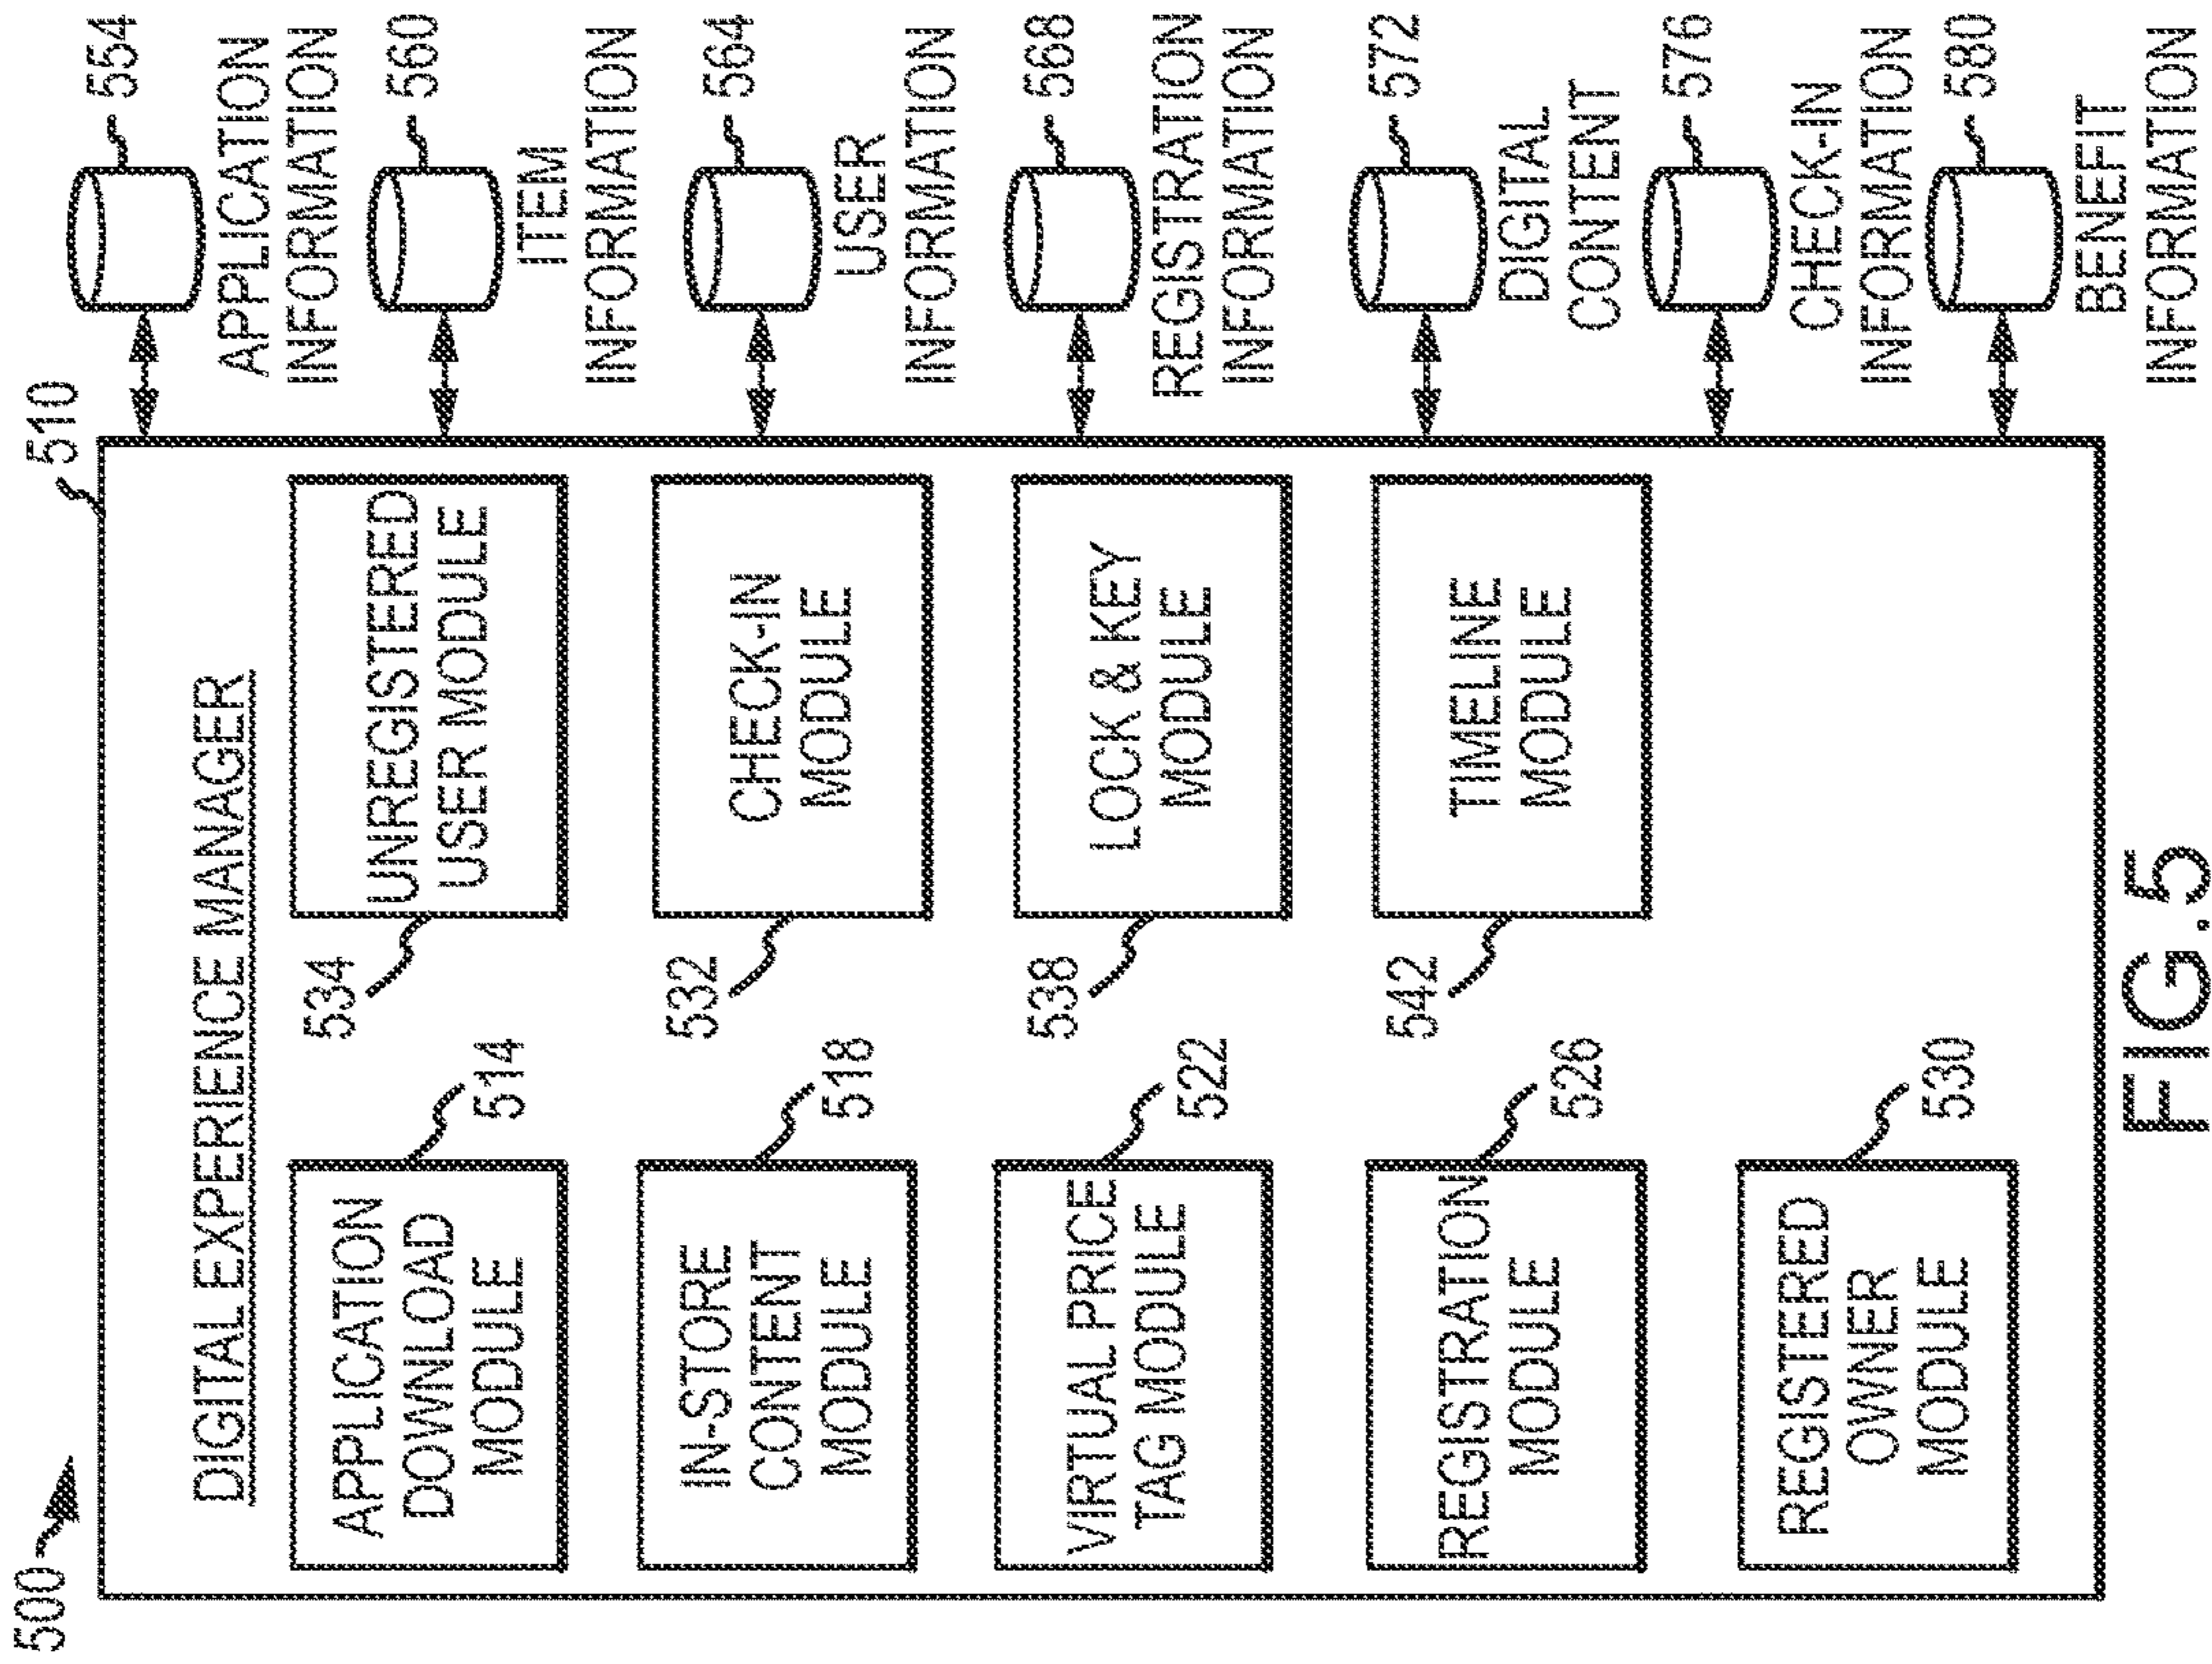 500
510
DIGITAL EXPERIENCE MANAGER
APPLICATION
DOWNLOAD
MODULE
514
IN-STORE
CONTENT
MODULE
518
VIRTUAL PRICE
TAG MODULE
522
REGISTRATION
MODULE
526
REGISTERED
OWNER
MODULE
530
534
UNREGISTERED
USER MODULE
532
CHECK-IN
MODULE
538
LOCK & KEY
MODULE
542
TIMELINE
MODULE
554
APPLICATION
INFORMATION
560
ITEM
INFORMATION
564
USER
INFORMATION
568
REGISTRATION
INFORMATION
572
DIGITAL
CONTENT
576
CHECK-IN
INFORMATION
580
BENEFIT
INFORMATION
FIG.5